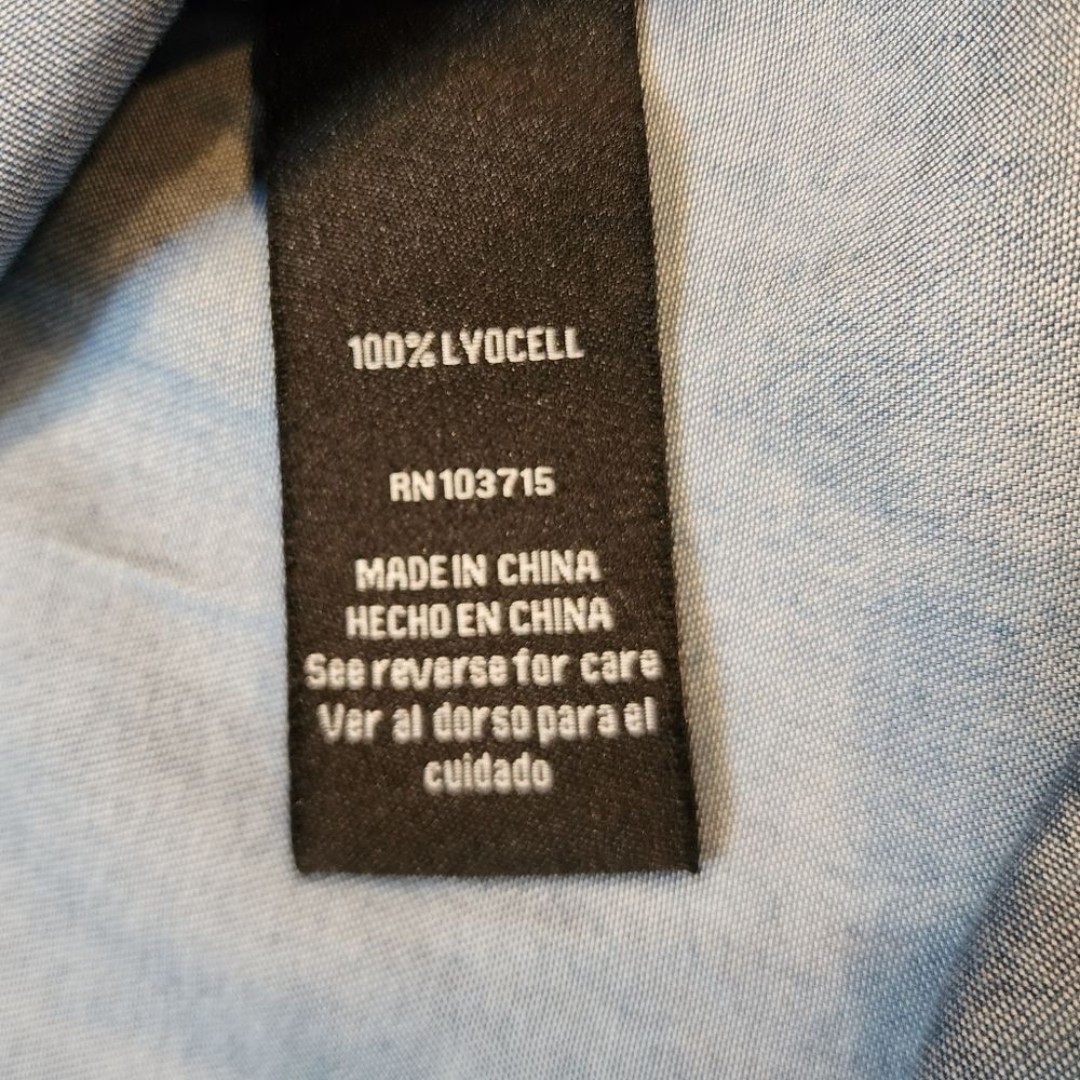 100% LYOCELL
RN 103715
MADE IN CHINA
HECHO EN CHINA
See reverse for care
Ver al dorso para el
cuidado